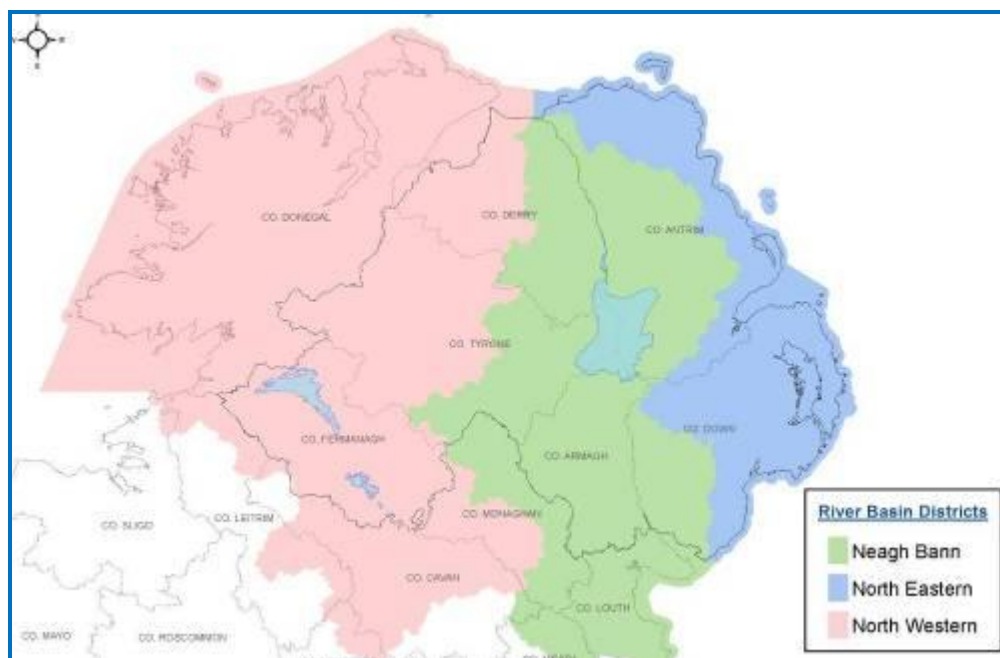 CO. DONEGAL
CO. DERRY
CO. ANTRIM
CO. TYRONE
CO. FERMANAGH
CO. DOWN
CO. ARMAGH
CO. MONAGHAN
CO. SLIGO
CO. LEITRIM
CO. CAVAN
CO. LOUTH
CO. MAYO
CO. ROSCOMMON
River Basin Districts
Neagh Bann
North Eastern
North Western